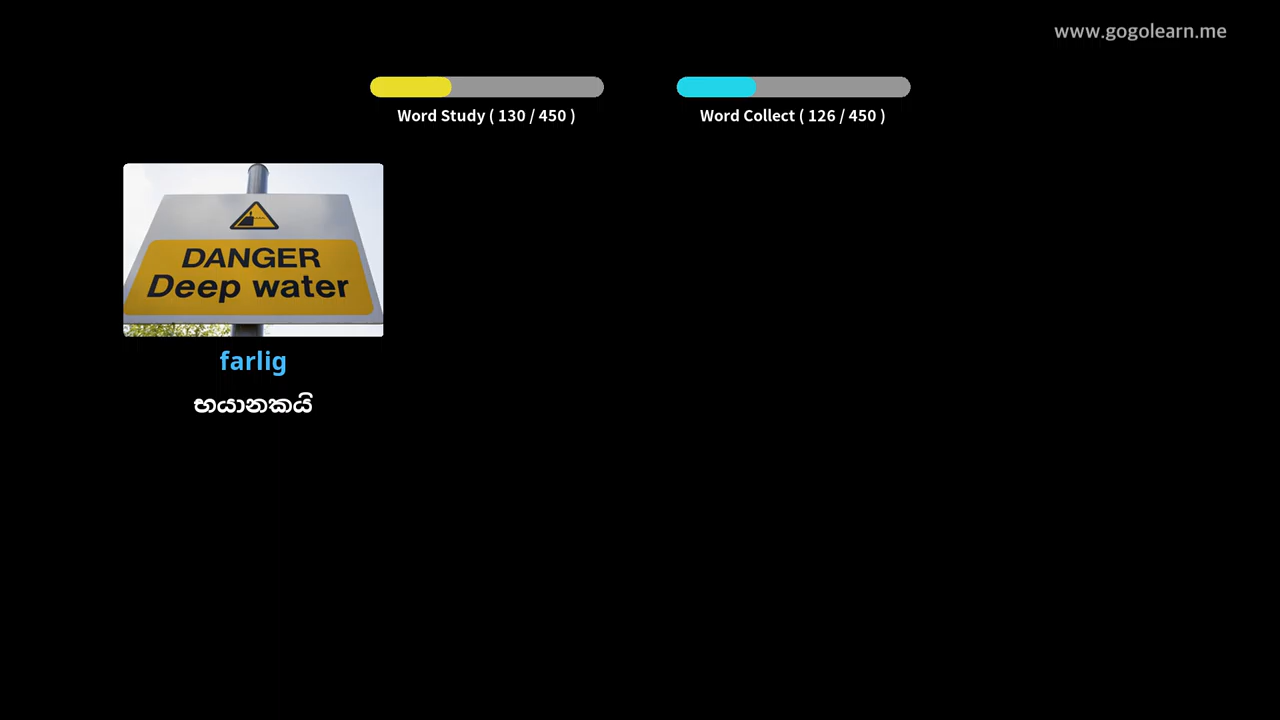 www.gogolearn.me
Word Study ( 130 / 450 )
Word Collect ( 126 / 450 )
DANGER
Deep water
farlig
භයානකයි